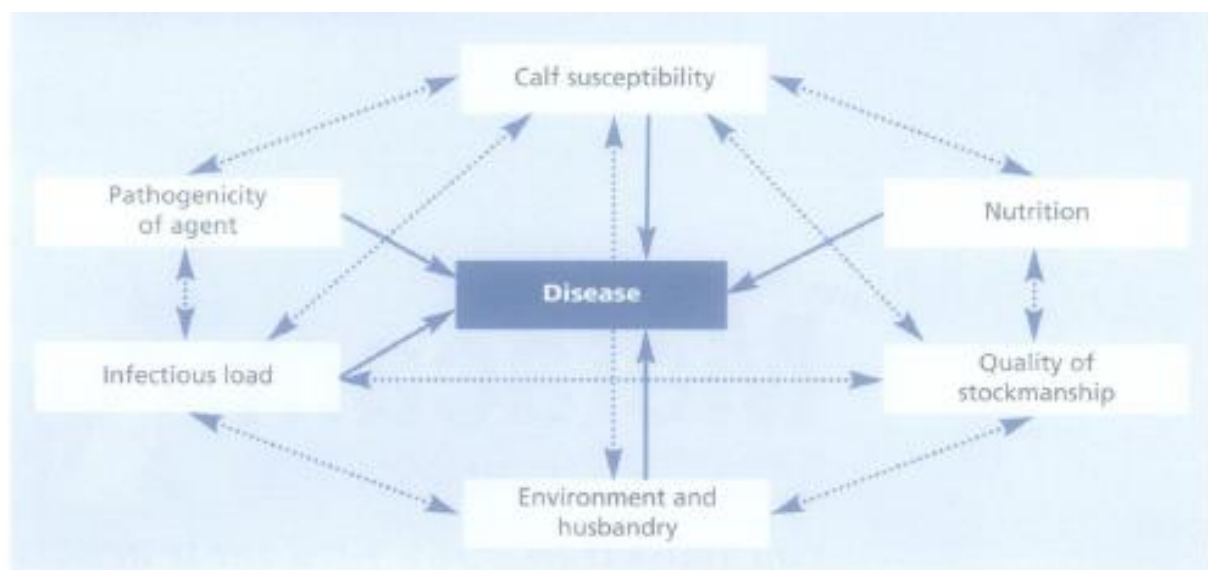 Calf susceptibility
Pathogenicity
of agent
Nutrition
Disease
Infectious load
Quality of
stockmanship
Environment and
husbandry